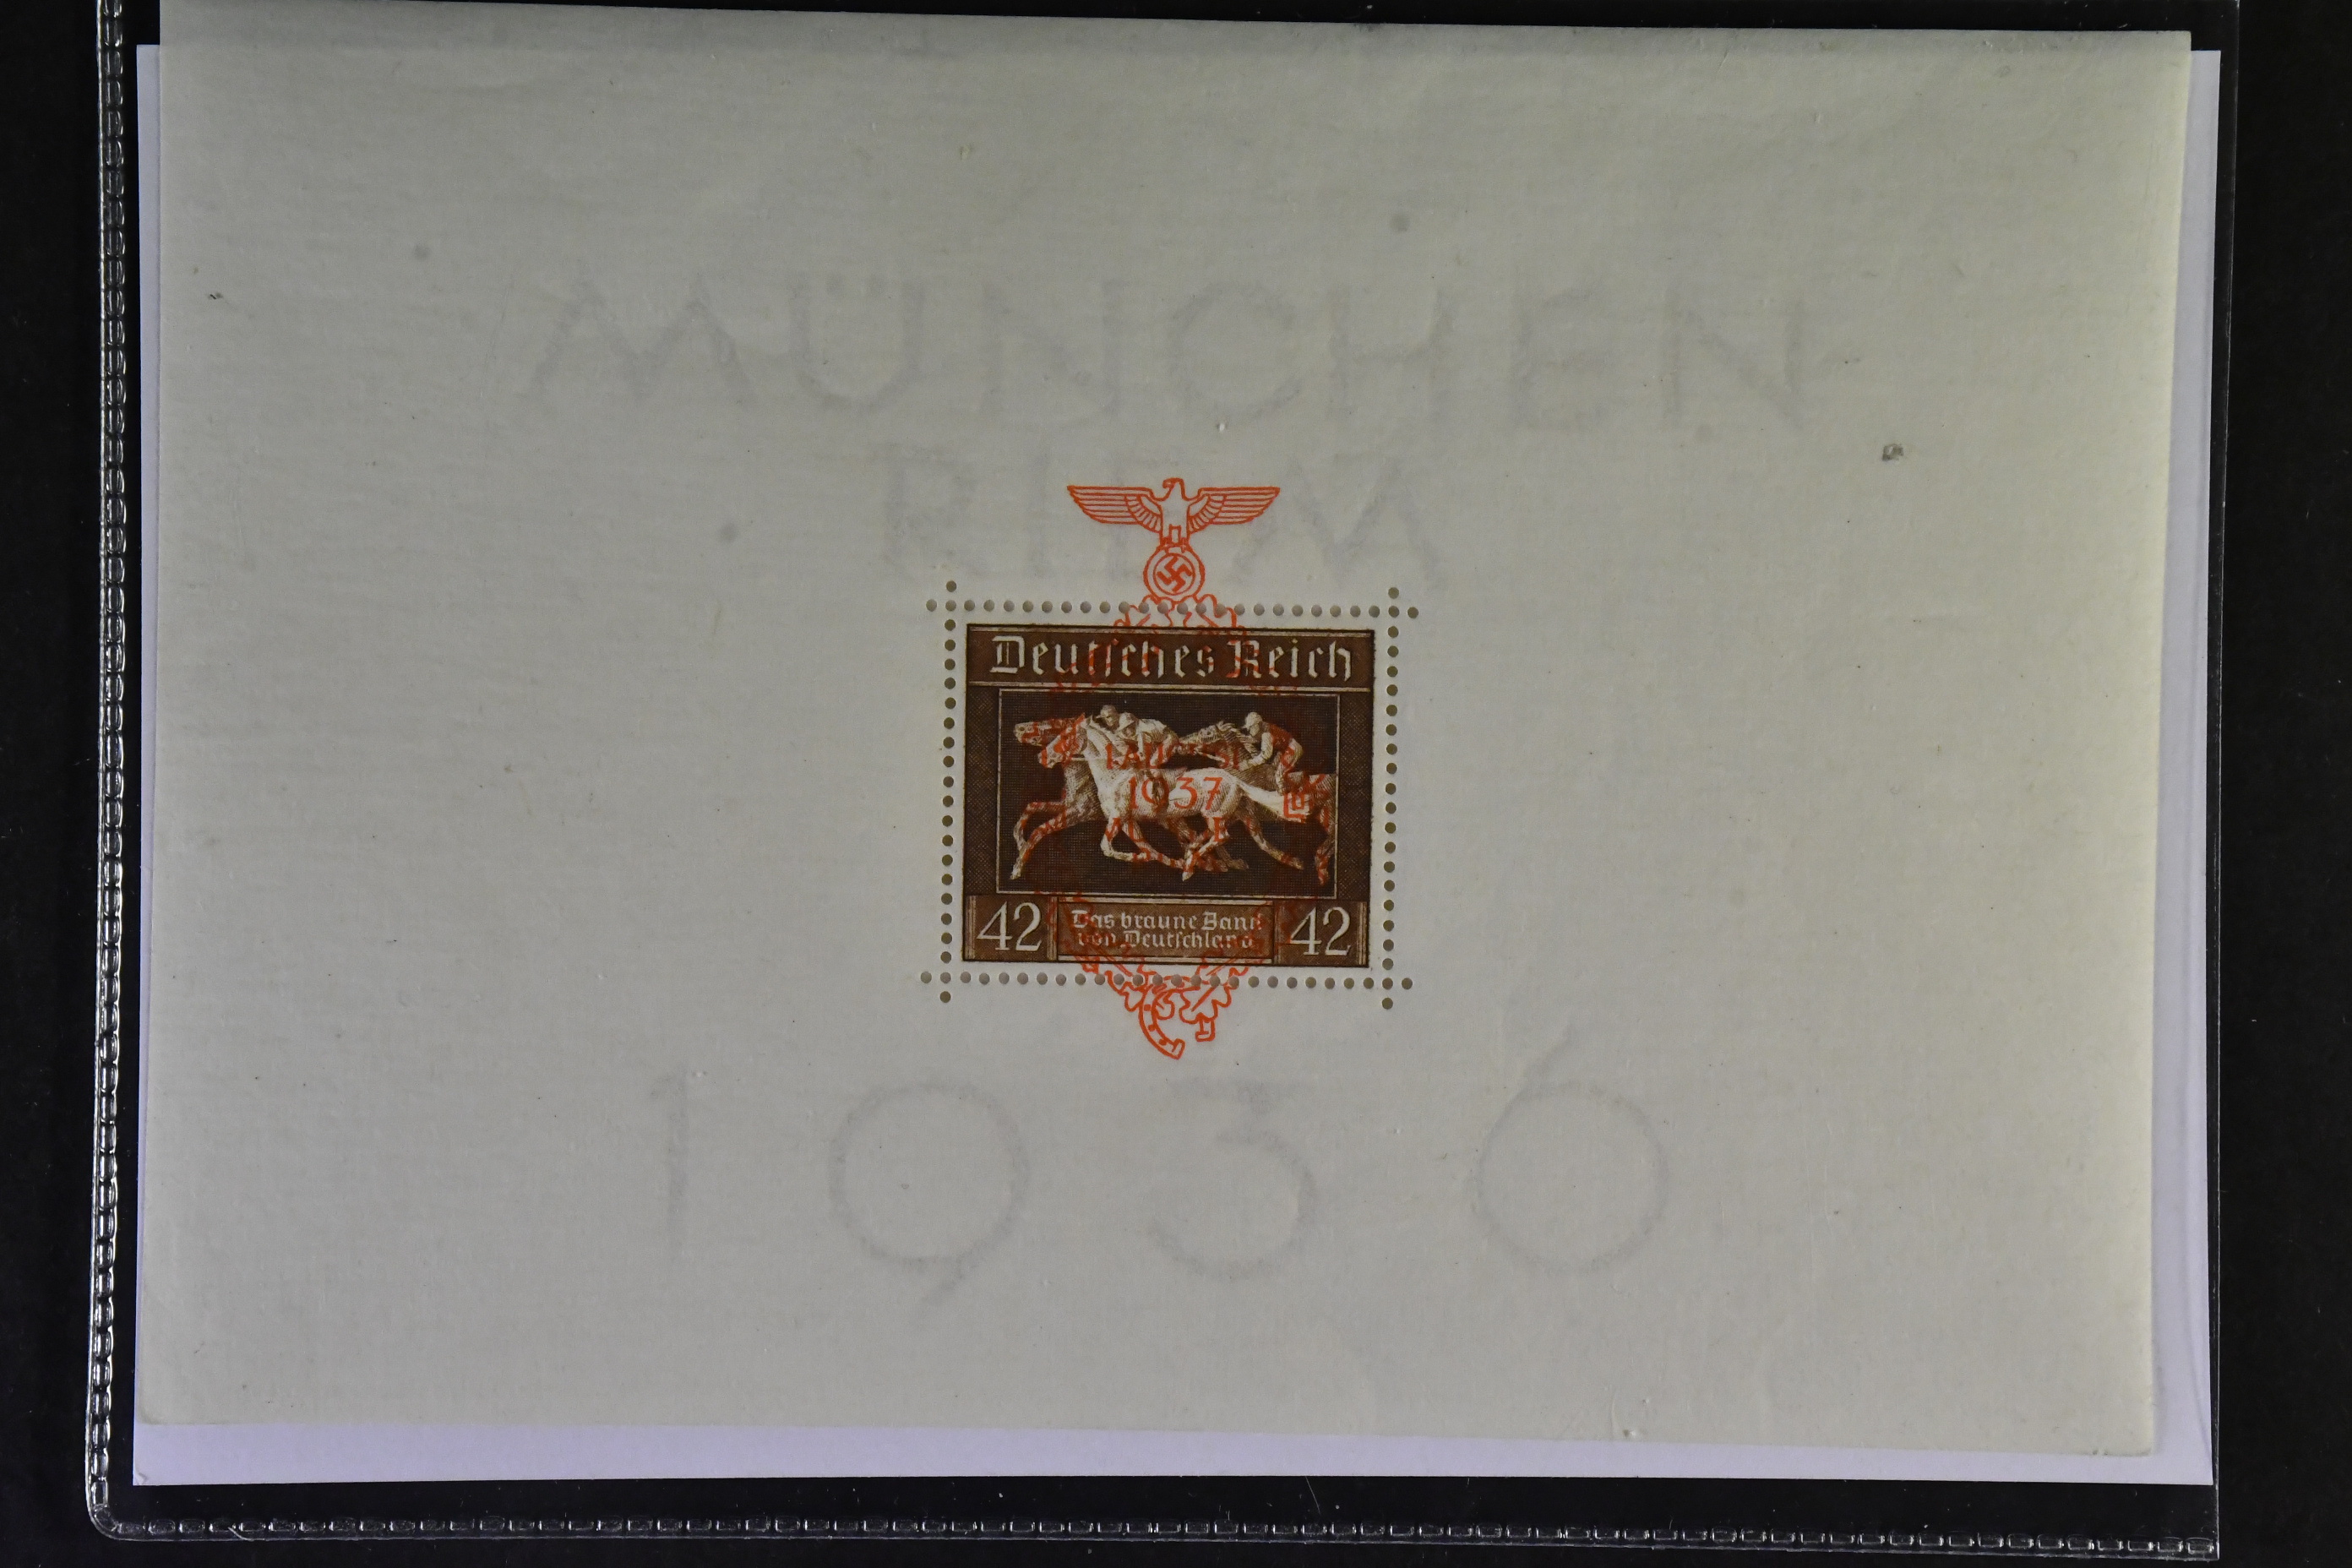 MÜNCHEN
RIEM
Deutsches Reich
1937
42 Das braune Band 42
von Deutschland
1936